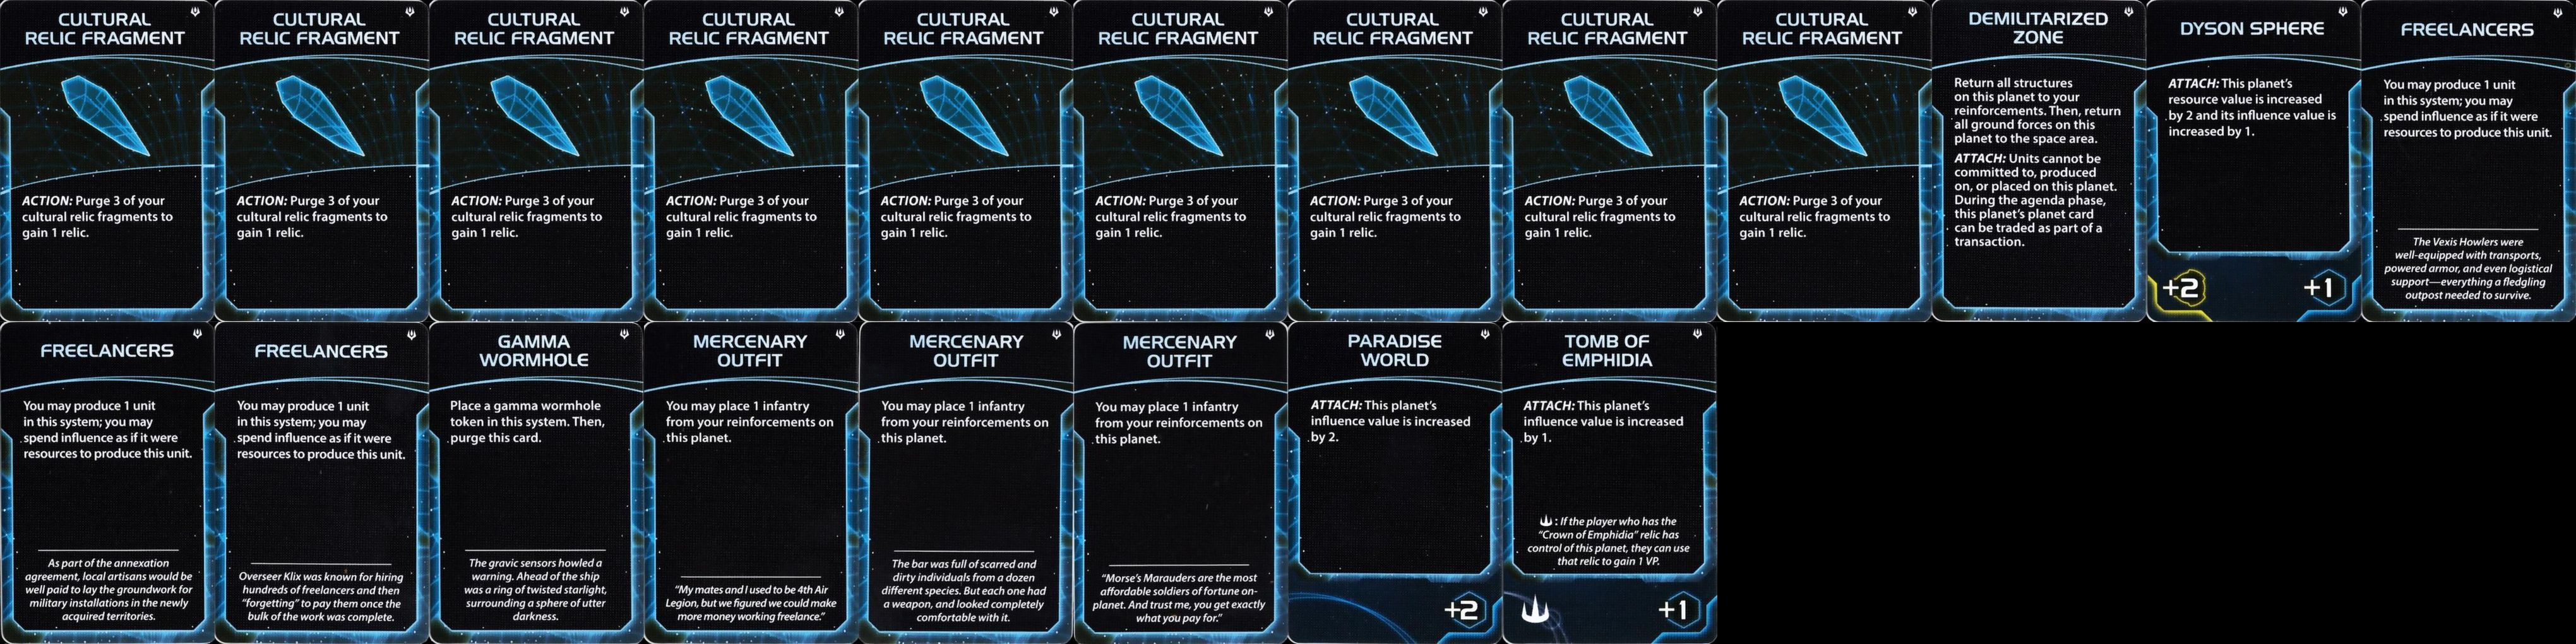 CULTURAL
RELIC FRAGMENT
ACTION: Purge 3 of your
cultural relic fragments to
gain 1 relic.
CULTURAL
RELIC FRAGMENT
ACTION: Purge 3 of your
cultural relic fragments to
gain 1 relic.
CULTURAL
RELIC FRAGMENT
ACTION: Purge 3 of your
cultural relic fragments to
gain 1 relic.
CULTURAL
RELIC FRAGMENT
ACTION: Purge 3 of your
cultural relic fragments to
gain 1 relic.
CULTURAL
RELIC FRAGMENT
ACTION: Purge 3 of your
cultural relic fragments to
gain 1 relic.
CULTURAL
RELIC FRAGMENT
ACTION: Purge 3 of your
cultural relic fragments to
gain 1 relic.
CULTURAL
RELIC FRAGMENT
ACTION: Purge 3 of your
cultural relic fragments to
gain 1 relic.
CULTURAL
RELIC FRAGMENT
ACTION: Purge 3 of your
cultural relic fragments to
gain 1 relic.
CULTURAL
RELIC FRAGMENT
ACTION: Purge 3 of your
cultural relic fragments to
gain 1 relic.
DEMILITARIZED
ZONE
Return all structures
on this planet to your
reinforcements. Then, return
all ground forces on this
planet to the space area.
ATTACH: Units cannot be
committed to, produced
on, or placed on this planet.
During the agenda phase,
this planet's planet card
can be traded as part of a
transaction.
DYSON SPHERE
ATTACH: This planet's
resource value is increased
by 2 and its influence value is
increased by 1.
+2
+1
FREELANCERS
You may produce 1 unit
in this system; you may
spend influence as if it were
resources to produce this unit.
The Vexis Howlers were
well-equipped with transports,
powered armor, and even logistical
support—everything a fledgling
outpost needed to survive.
FREELANCERS
You may produce 1 unit
in this system; you may
spend influence as if it were
resources to produce this unit.
As part of the annexation
agreement, local artisans would be
well paid to lay the groundwork for
military installations in the newly
acquired territories.
FREELANCERS
You may produce 1 unit
in this system; you may
spend influence as if it were
resources to produce this unit.
Overseer Klix was known for hiring
hundreds of freelancers and then
"forgetting" to pay them once the
bulk of the work was complete.
GAMMA
WORMHOLE
Place a gamma wormhole
token in this system. Then,
purge this card.
The gravic sensors howled a
warning. Ahead of the ship
was a ring of twisted starlight,
surrounding a sphere of utter
darkness.
MERCENARY
OUTFIT
You may place 1 infantry
from your reinforcements on
this planet.
"My mates and I used to be 4th Air
Legion, but we figured we could make
more money working freelance."
MERCENARY
OUTFIT
You may place 1 infantry
from your reinforcements on
this planet.
The bar was full of scarred and
dirty individuals from a dozen
different species. But each one had
a weapon, and looked completely
comfortable with it.
MERCENARY
OUTFIT
You may place 1 infantry
from your reinforcements on
this planet.
"Morse's Marauders are the most
affordable soldiers of fortune on-
planet. And trust me, you get exactly
what you pay for."
PARADISE
WORLD
ATTACH: This planet's
influence value is increased
by 2.
+2
TOMB OF
EMPHIDIA
ATTACH: This planet's
influence value is increased
by 1.
: If the player who has the
"Crown of Emphidia" relic has
control of this planet, they can use
that relic to gain 1 VP.
+1